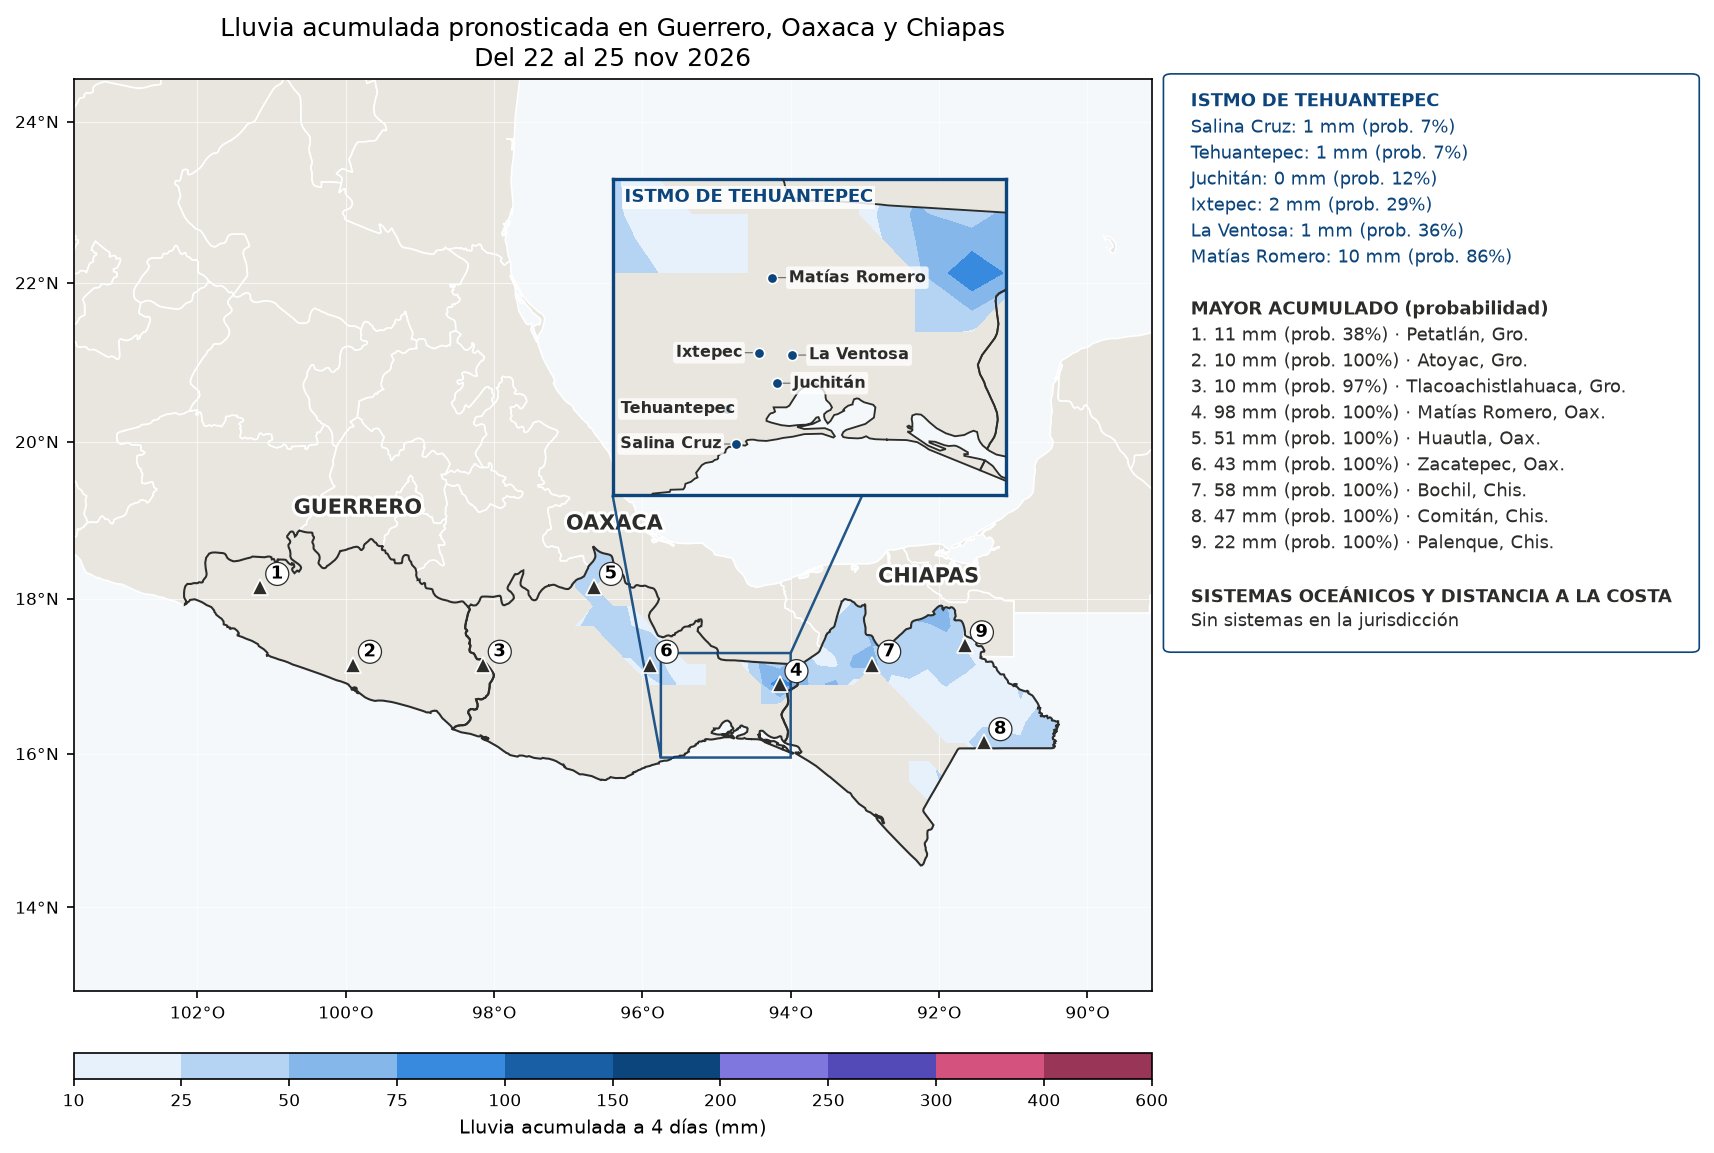 Lluvia acumulada pronosticada en Guerrero, Oaxaca y Chiapas
Del 22 al 25 nov 2026
24°N
22°N
20°N
18°N
16°N
14°N
102°O
100°O
98°O
96°O
94°O
92°O
90°O
ISTMO DE TEHUANTEPEC
Matías Romero
Ixtepec
La Ventosa
Juchitán
Tehuantepec
Salina Cruz
GUERRERO
OAXACA
CHIAPAS
1
2
3
4
5
6
7
8
9
10
25
50
75
100
150
200
250
300
400
600
Lluvia acumulada a 4 días (mm)
ISTMO DE TEHUANTEPEC
Salina Cruz: 1 mm (prob. 7%)
Tehuantepec: 1 mm (prob. 7%)
Juchitán: 0 mm (prob. 12%)
Ixtepec: 2 mm (prob. 29%)
La Ventosa: 1 mm (prob. 36%)
Matías Romero: 10 mm (prob. 86%)
MAYOR ACUMULADO (probabilidad)
1. 11 mm (prob. 38%) · Petatlán, Gro.
2. 10 mm (prob. 100%) · Atoyac, Gro.
3. 10 mm (prob. 97%) · Tlacoachistlahuaca, Gro.
4. 98 mm (prob. 100%) · Matías Romero, Oax.
5. 51 mm (prob. 100%) · Huautla, Oax.
6. 43 mm (prob. 100%) · Zacatepec, Oax.
7. 58 mm (prob. 100%) · Bochil, Chis.
8. 47 mm (prob. 100%) · Comitán, Chis.
9. 22 mm (prob. 100%) · Palenque, Chis.
SISTEMAS OCEÁNICOS Y DISTANCIA A LA COSTA
Sin sistemas en la jurisdicción